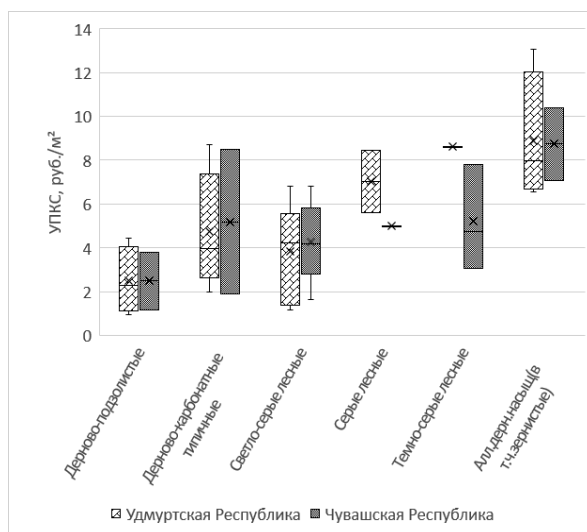 14
12
10
8
6
4
2
0
УПКС, руб./м²
Дерново-подзолистые
Дерново-карбонатные
типичные
Светло-серые лесные
Серые лесные
Темно-серые лесные
Алл.дерн.насыщ(в
т.ч.зернистые)
Удмуртская Республика
Чувашская Республика